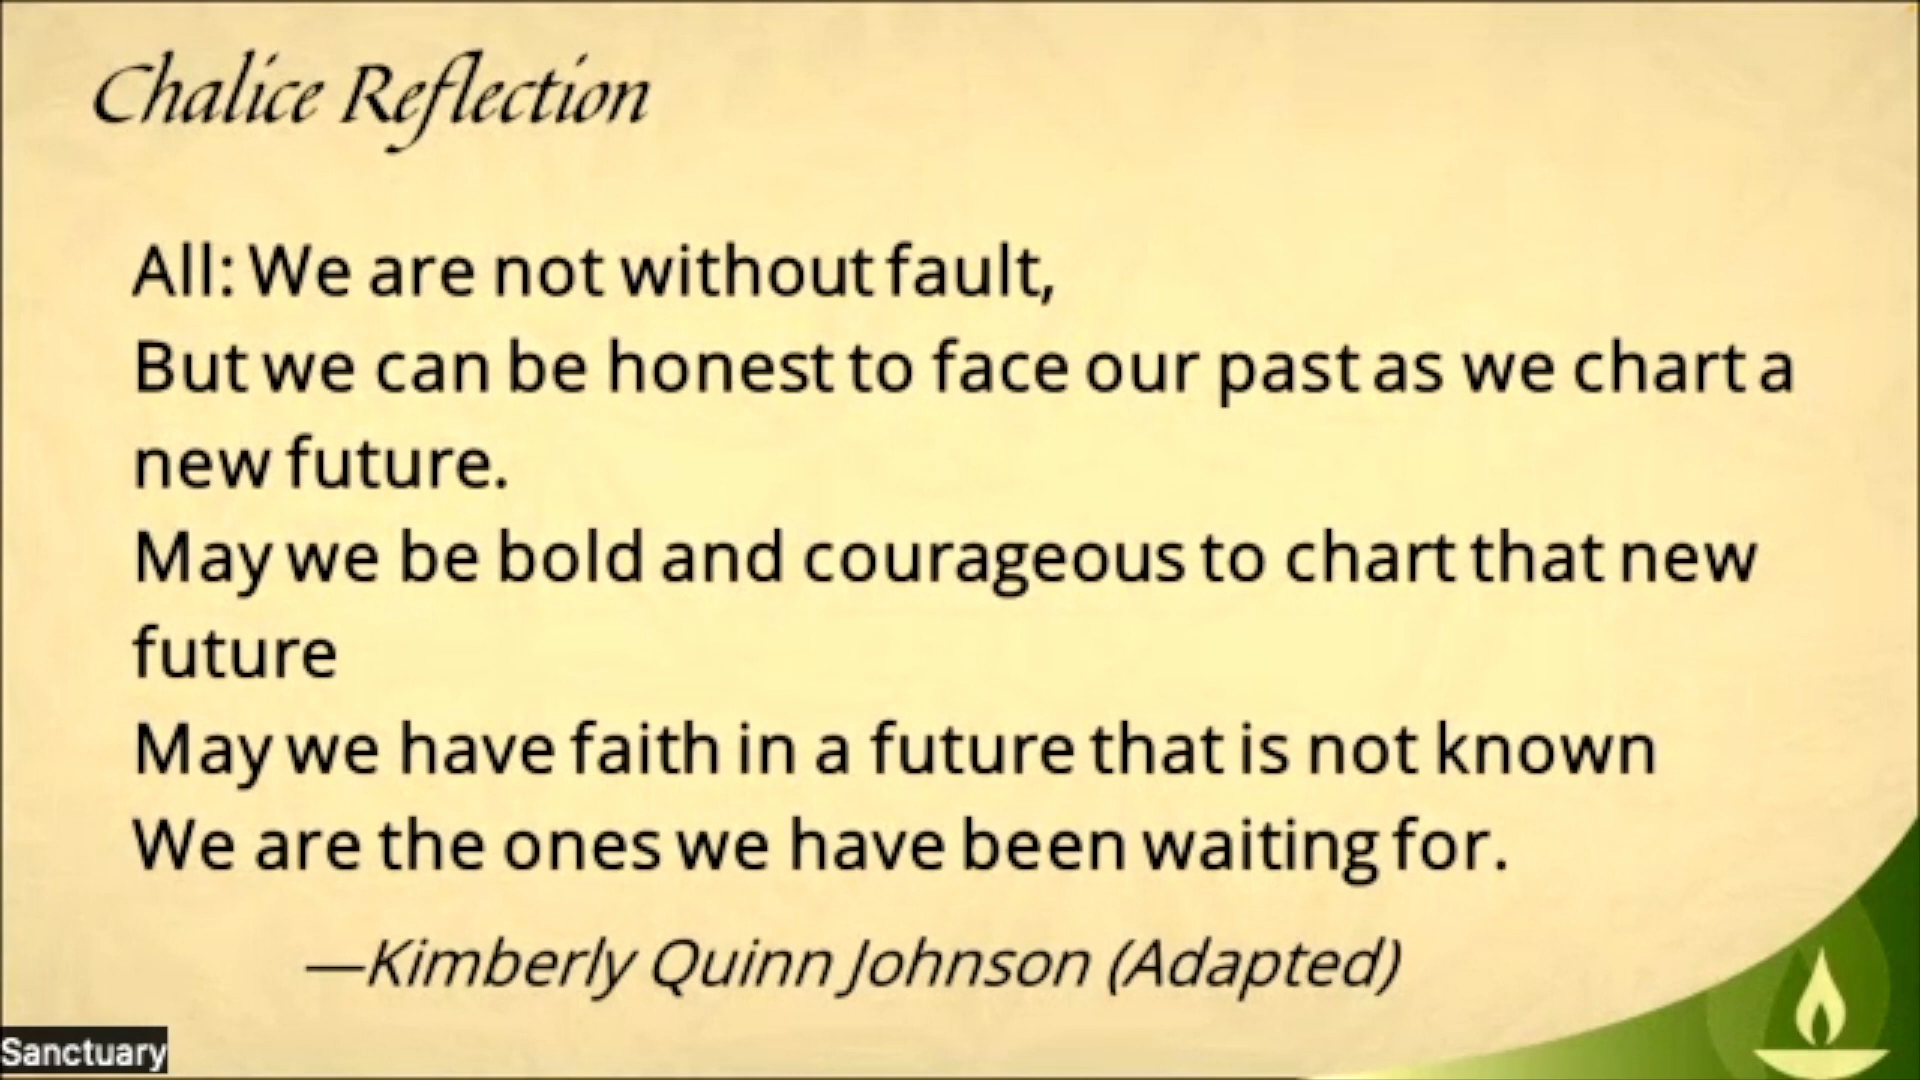 Chalice Reflection
All: We are not without fault,
But we can be honest to face our past as we chart a
new future.
May we be bold and courageous to chart that new
future
May we have faith in a future that is not known
We are the ones we have been waiting for.
—Kimberly Quinn Johnson (Adapted)
Sanctuary